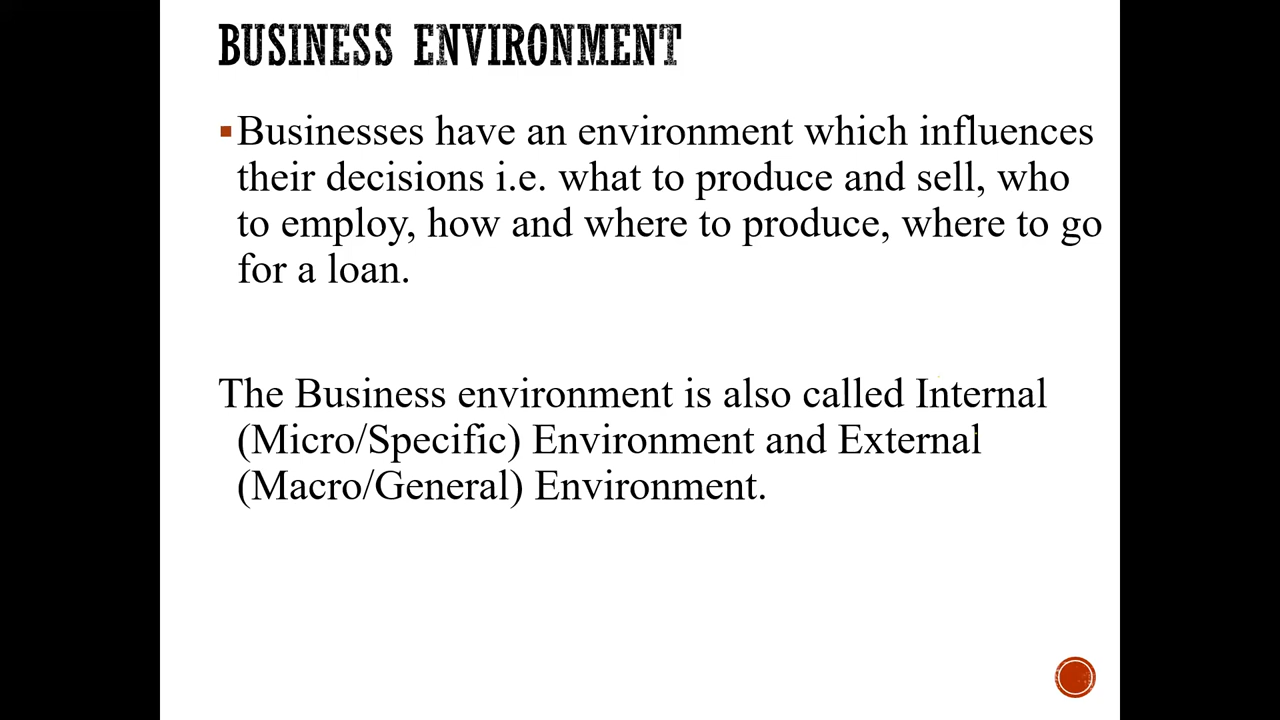 BUSINESS ENVIRONMENT
Businesses have an environment which influences
their decisions i.e. what to produce and sell, who
to employ, how and where to produce, where to go
for a loan.
The Business environment is also called Internal
(Micro/Specific) Environment and External
(Macro/General) Environment.